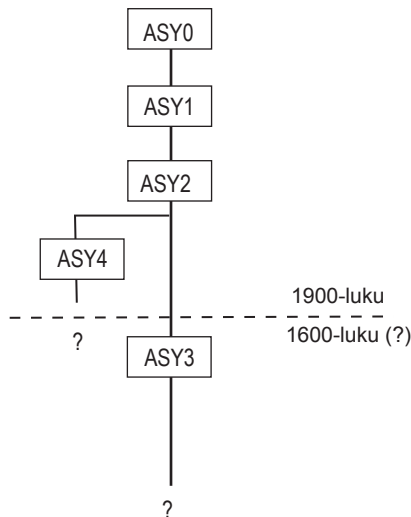 ASY0
ASY1
ASY2
ASY4
1900-luku
?
1600-luku (?)
ASY3
?